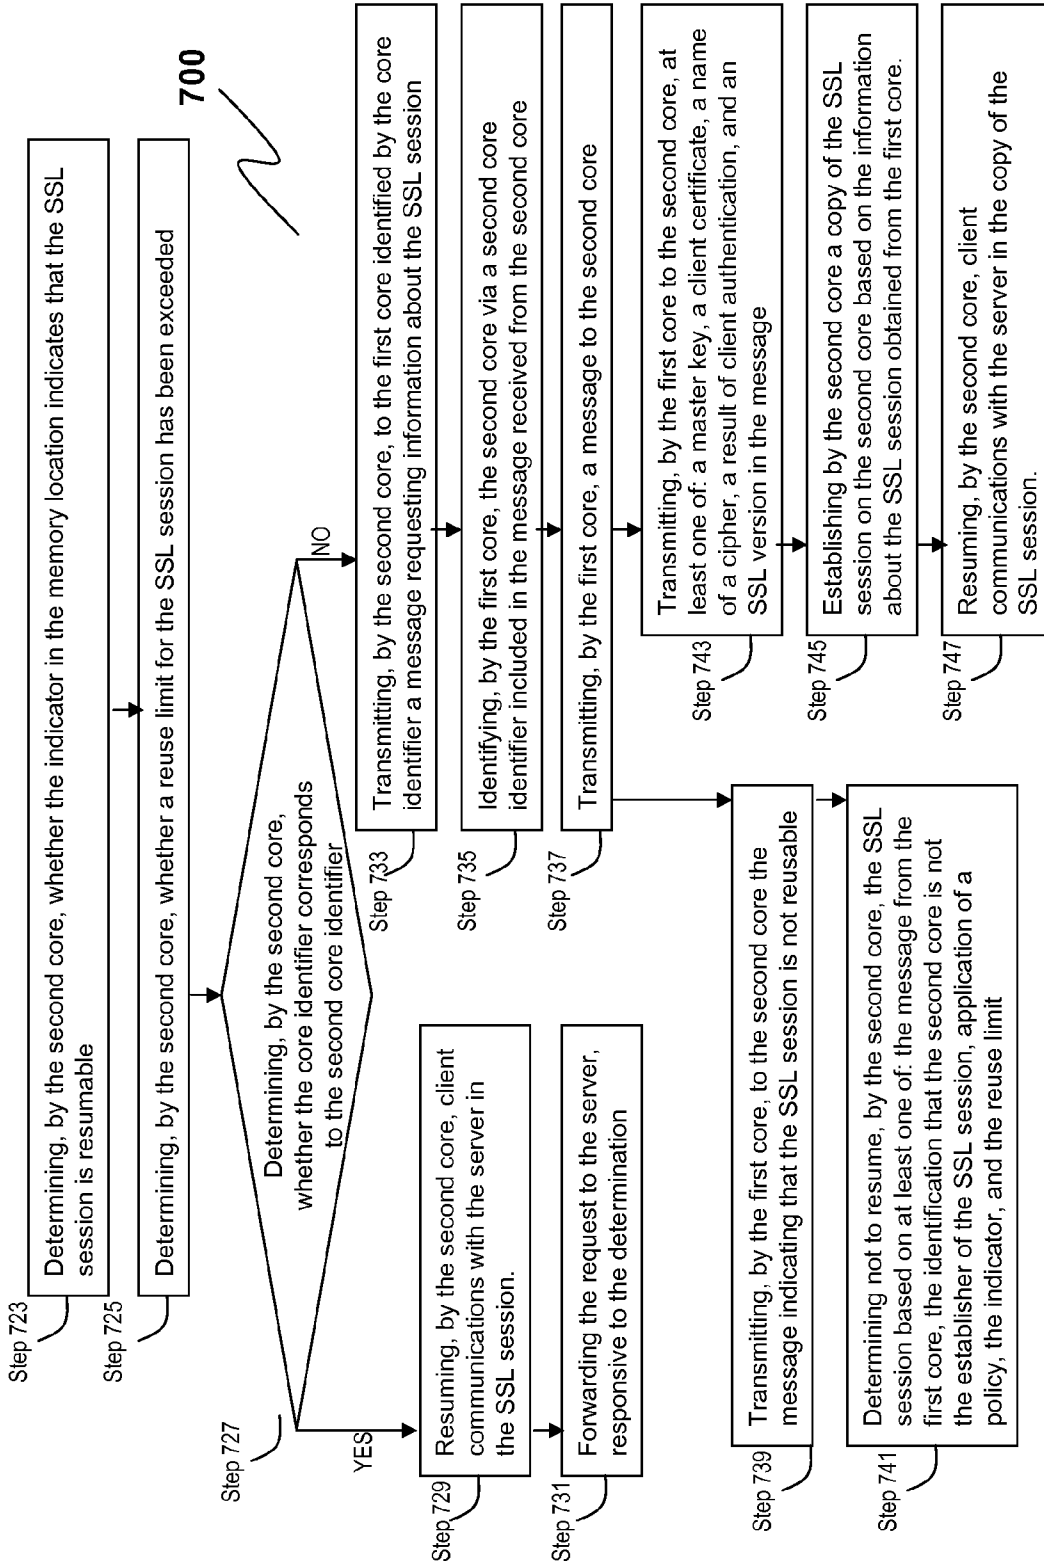 700
Step 723
Determining, by the second core, whether the indicator in the memory location indicates that the SSL
session is resumable
Step 725
Determining, by the second core, whether a reuse limit for the SSL session has been exceeded
Step 727
Determining, by the second core,
whether the core identifier corresponds
to the second core identifier
YES
NO
Step 729
Resuming, by the second core, client
communications with the server in
the SSL session.
Step 731
Forwarding the request to the server,
responsive to the determination
Step 733
Transmitting, by the second core, to the first core identified by the core
identifier a message requesting information about the SSL session
Step 735
Identifying, by the first core, the second core via a second core
identifier included in the message received from the second core
Step 737
Transmitting, by the first core, a message to the second core
Step 739
Transmitting, by the first core, to the second core the
message indicating that the SSL session is not reusable
Step 741
Determining not to resume, by the second core, the SSL
session based on at least one of: the message from the
first core, the identification that the second core is not
the establisher of the SSL session, application of a
policy, the indicator, and the reuse limit
Step 743
Transmitting, by the first core to the second core, at
least one of: a master key, a client certificate, a name
of a cipher, a result of client authentication, and an
SSL version in the message
Step 745
Establishing by the second core a copy of the SSL
session on the second core based on the information
about the SSL session obtained from the first core.
Step 747
Resuming, by the second core, client
communications with the server in the copy of the
SSL session.